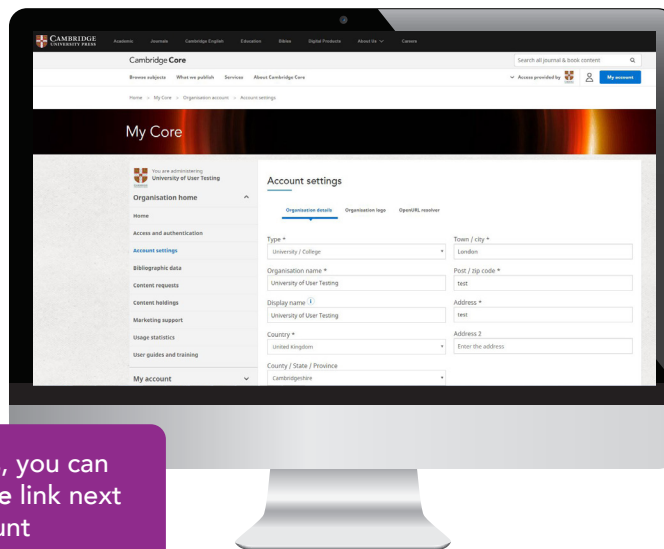 CAMBRIDGE
UNIVERSITY PRESS
Academic Journals Cambridge English Education Bibles Digital Products About Us Careers
Cambridge Core
Search all journal & book content
Browse subjects What we publish Services About Cambridge Core
Access provided by
My account
Home > My Core > Organisation account > Account settings
My Core
You are administering
University of User Testing
Organisation home
Home
Access and authentication
Account settings
Bibliographic data
Content requests
Content holdings
Marketing support
Usage statistics
User guides and training
My account
Account settings
Organisation details Organisation logo OpenURL resolver
Type *
University / College
Organisation name *
University of User Testing
Display name i
University of User Testing
Country *
United Kingdom
County / State / Province
Cambridgeshire
Town / city *
London
Post / zip code *
test
Address *
test
Address 2
Enter the address
, you can
e link next
unt